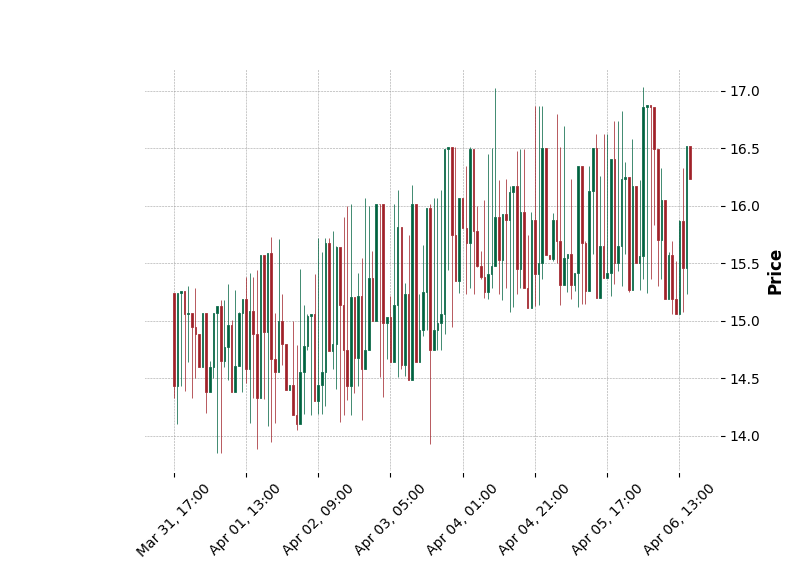 17.0
16.5
16.0
15.5
15.0
14.5
14.0
Price
Mar 31, 17:00
Apr 01, 13:00
Apr 02, 09:00
Apr 03, 05:00
Apr 04, 01:00
Apr 04, 21:00
Apr 05, 17:00
Apr 06, 13:00